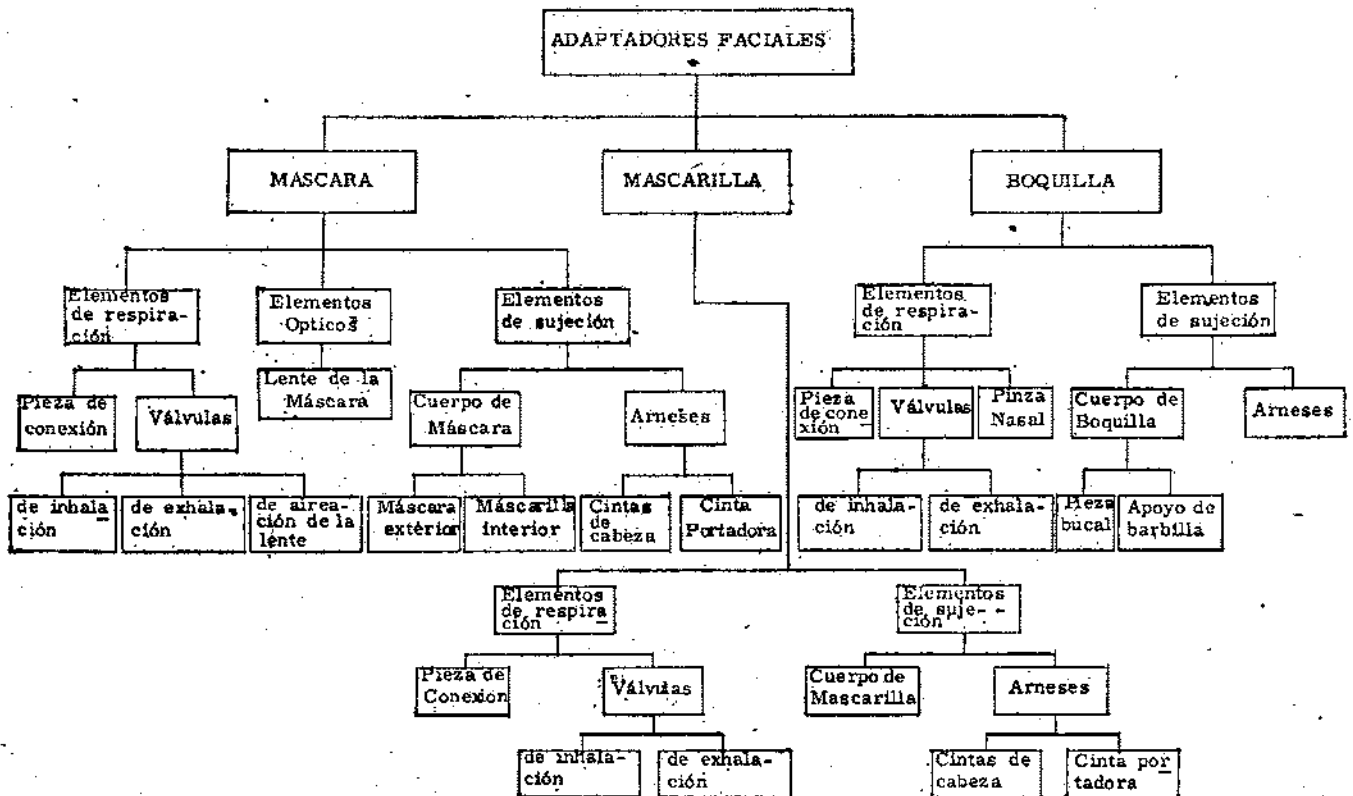 ADAPTADORES FACIALES
MASCARA
MASCARILLA
BOQUILLA
Elementos
de respira-
ción
Elementos
Opticos
Elementos
de sujeción
Elementos
de respira-
ción
Elementos
de sujeción
Pieza de
conexión
Válvulas
Lente de la
Máscara
Cuerpo de
Máscara
Arneses
Pieza
de cone
xión
Válvulas
Pinza
Nasal
Cuerpo de
Boquilla
Arneses
de inhala
ción
de exhala-
ción
de airea-
ción de la
lente
Máscara
extérior
Máscarilla
interior
Cintas
de
cabeza
Cinta
Portadora
de inhala-
ción
de exhala-
ción
Pieza
bucal
Apoyo de
barbilla
Elementos
de respira
ción
Elementos
de suje-
ción
Pieza de
Conexion
Válvulas
Cuerpo de
Mascarilla
Arneses
de inhala-
ción
de exhala-
ción
Cintas de
cabeza
Cinta por
tadora